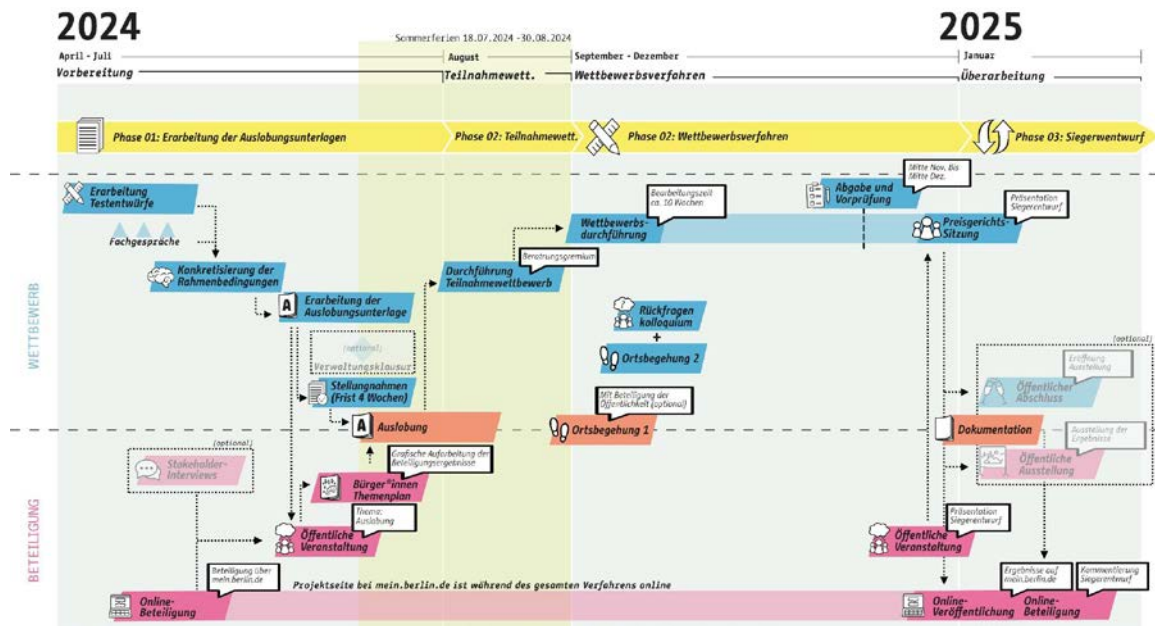 2024
2025
Sommerferien 18.07.2024 -30.08.2024
April - Juli
August
September - Dezember
Januar
Vorbereitung
Teilnahmewett.
Wettbewerbsverfahren
Überarbeitung
Phase 01: Erarbeitung der Auslobungsunterlagen
Phase 02: Teilnahmewett.
Phase 02: Wettbewerbsverfahren
Phase 03: Siegerwentwurf
WETTBEWERB
Erarbeitung
Testentwürfe
Fachgespräche
Konkretisierung der
Rahmenbedingungen
A
Erarbeitung der
Auslobungsunterlage
(optional)
Verwaltungsklausur
Stellungnahmen
(Frist 4 Wochen)
A
Auslobung
Durchführung
Teilnahmewettbewerb
Beratrungsgremium
Wettbewerbs-
durchführung
Bearbeitungszeit
ca. 10 Wochen
Abgabe und
Vorprüfung
Mitte Nov. Bis
Mitte Dez.
Preisgerichts-
Sitzung
Präsentation
Siegerentwurf
Rückfragen
kolloquium
+
Ortsbegehung 2
Mit Beteiligung der
Öffentlichkeit (optional)
Ortsbegehung 1
(optional)
Eröffnung
Ausstellung
Öffentlicher
Abschluss
Dokumentation
Ausstellung der
Ergebnisse
Öffentliche
Ausstellung
BETEILIGUNG
(optional)
Stakeholder-
Interviews
Grafische Aufarbeitung der
Beteiligungsergebnisse
Bürger*innen
Themenplan
Thema:
Auslobung
Öffentliche
Veranstaltung
Präsentation
Siegerentwurf
Öffentliche
Veranstaltung
Beteiligung über
mein.berlin.de
Online-
Beteiligung
Projektseite bei mein.berlin.de ist während des gesamten Verfahrens online
Ergebnisse auf
mein.berlin.de
Kommentierung
Siegerentwurf
Online-
Veröffentlichung
Online-
Beteiligung